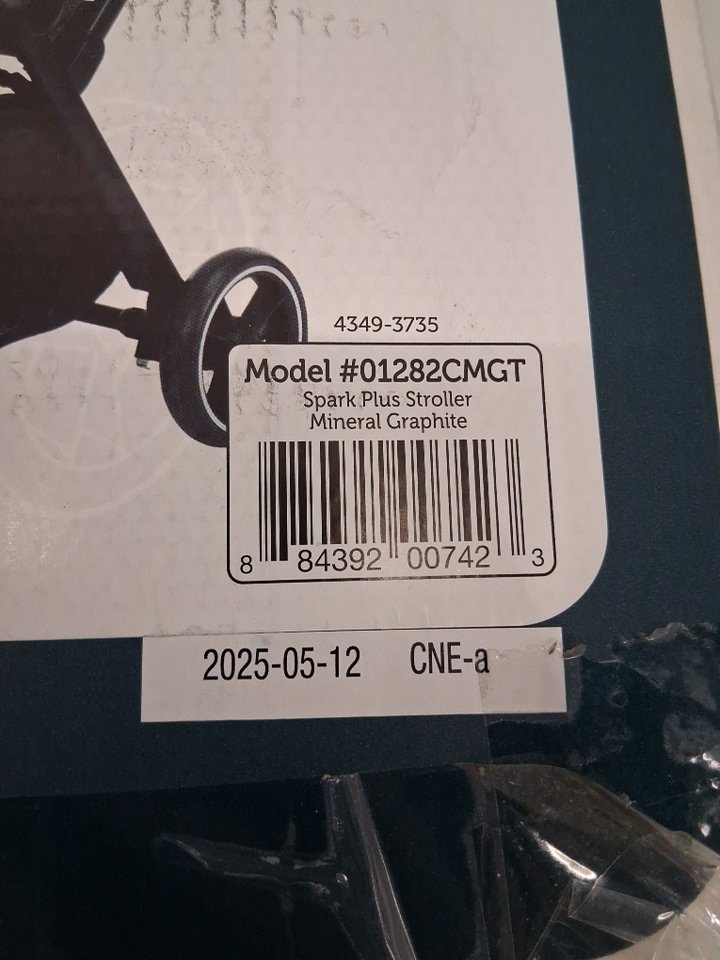 4349-3735
Model #01282CMGT
Spark Plus Stroller
Mineral Graphite
8 84392 00742 3
2025-05-12 CNE-a